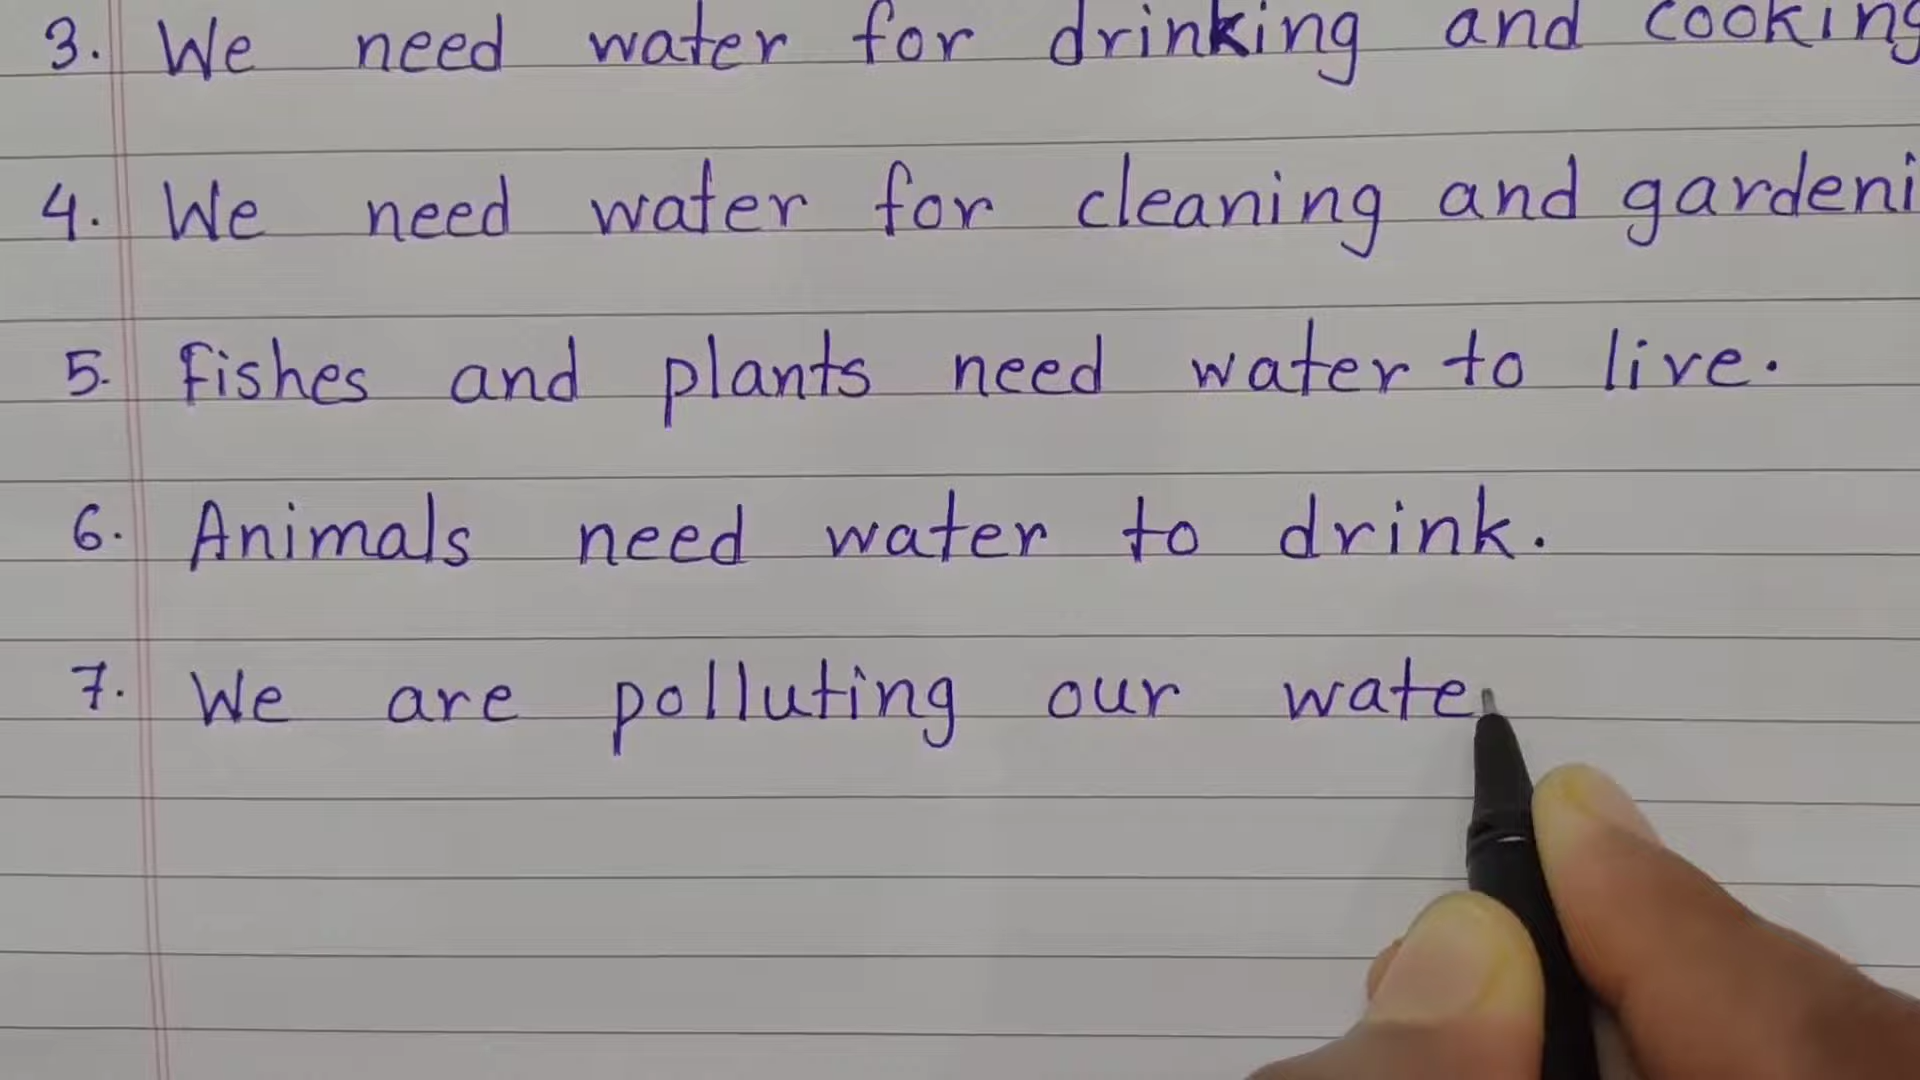 3. We need water for drinking and cooking
4. We need water for cleaning and gardeni
5. Fishes and plants need water to live.
6. Animals need water to drink.
7. We are polluting our wate